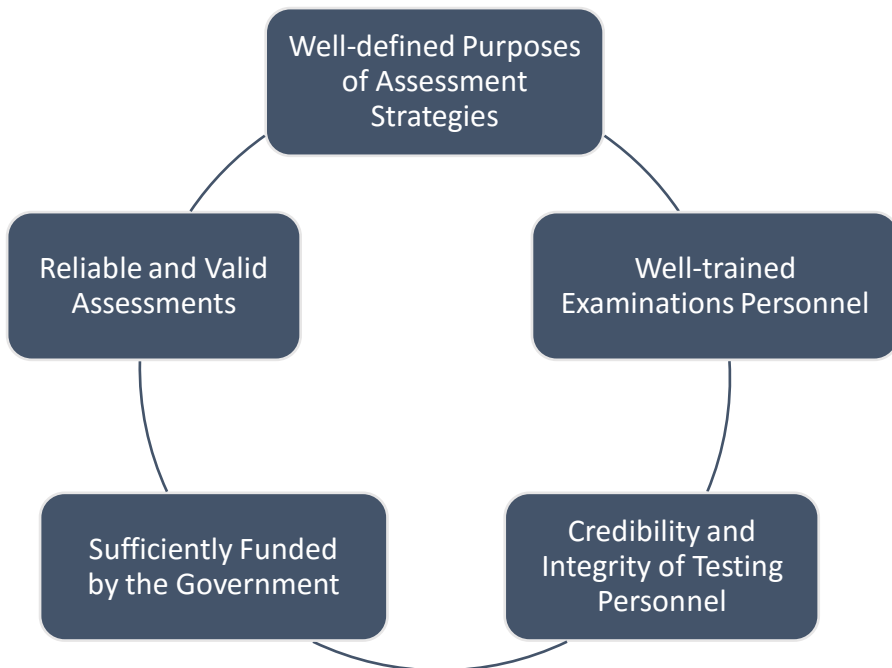 Well-defined Purposes
of Assessment
Strategies
Reliable and Valid
Assessments
Well-trained
Examinations Personnel
Sufficiently Funded
by the Government
Credibility and
Integrity of Testing
Personnel